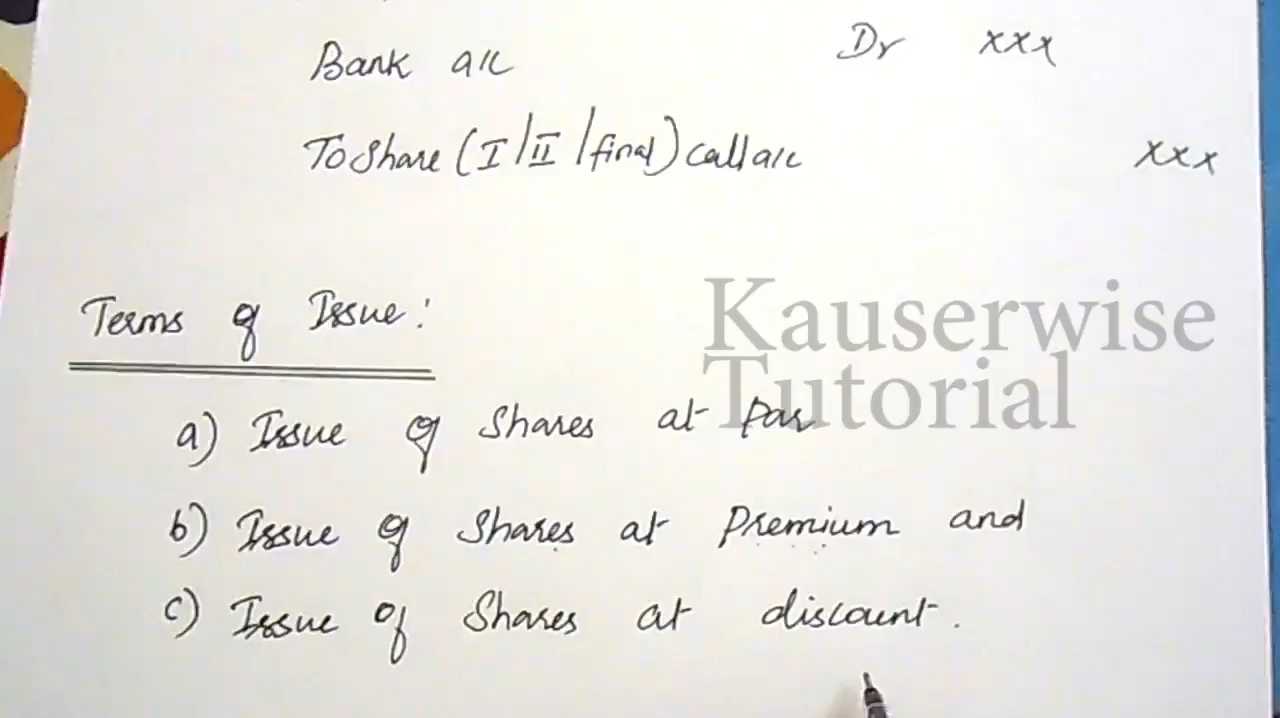 Bank a/c Dr xxx
To Share (I/II/final) call a/c xxx
Terms of Issue:
Kauserwise
Tutorial
a) Issue of Shares at Par
b) Issue of Shares at Premium and
c) Issue of Shares at discount.